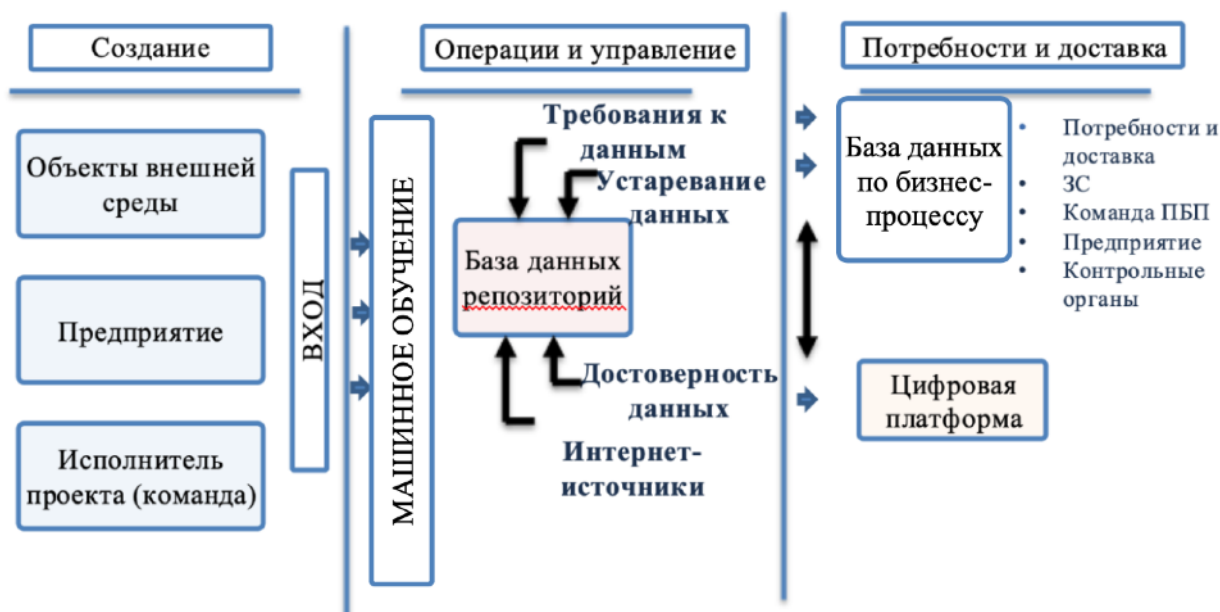 Создание
Операции и управление
Потребности и доставка
Объекты внешней
среды
Предприятие
Исполнитель
проекта (команда)
ВХОД
МАШИННОЕ ОБУЧЕНИЕ
Требования к
данным
Устаревание
данных
База данных
репозиторий
Достоверность
данных
Интернет-
источники
База данных
по бизнес-
процессу
Потребности и
доставка
ЗС
Команда ПБП
Предприятие
Контрольные
органы
Цифровая
платформа